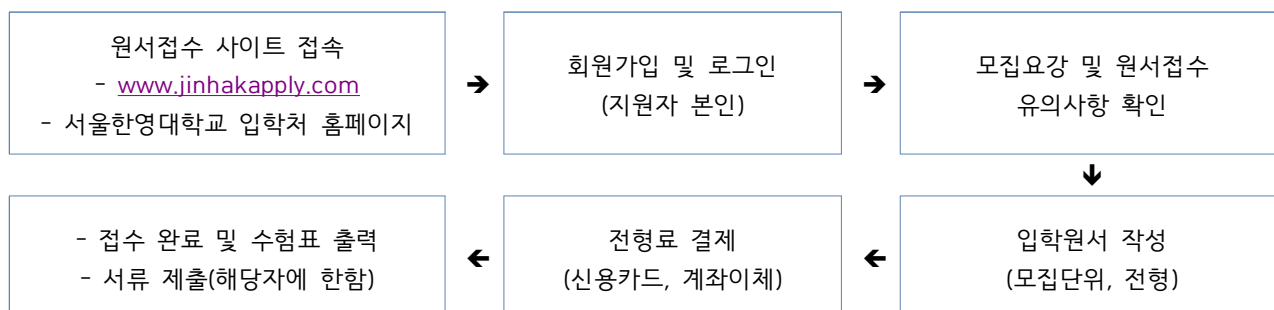 원서접수 사이트 접속
- www.jinhakapply.com
- 서울한영대학교 입학처 홈페이지
➔
회원가입 및 로그인
(지원자 본인)
➔
모집요강 및 원서접수
유의사항 확인
🡻
입학원서 작성
(모집단위, 전형)
🡸
전형료 결제
(신용카드, 계좌이체)
🡸
- 접수 완료 및 수험표 출력
- 서류 제출(해당자에 한함)